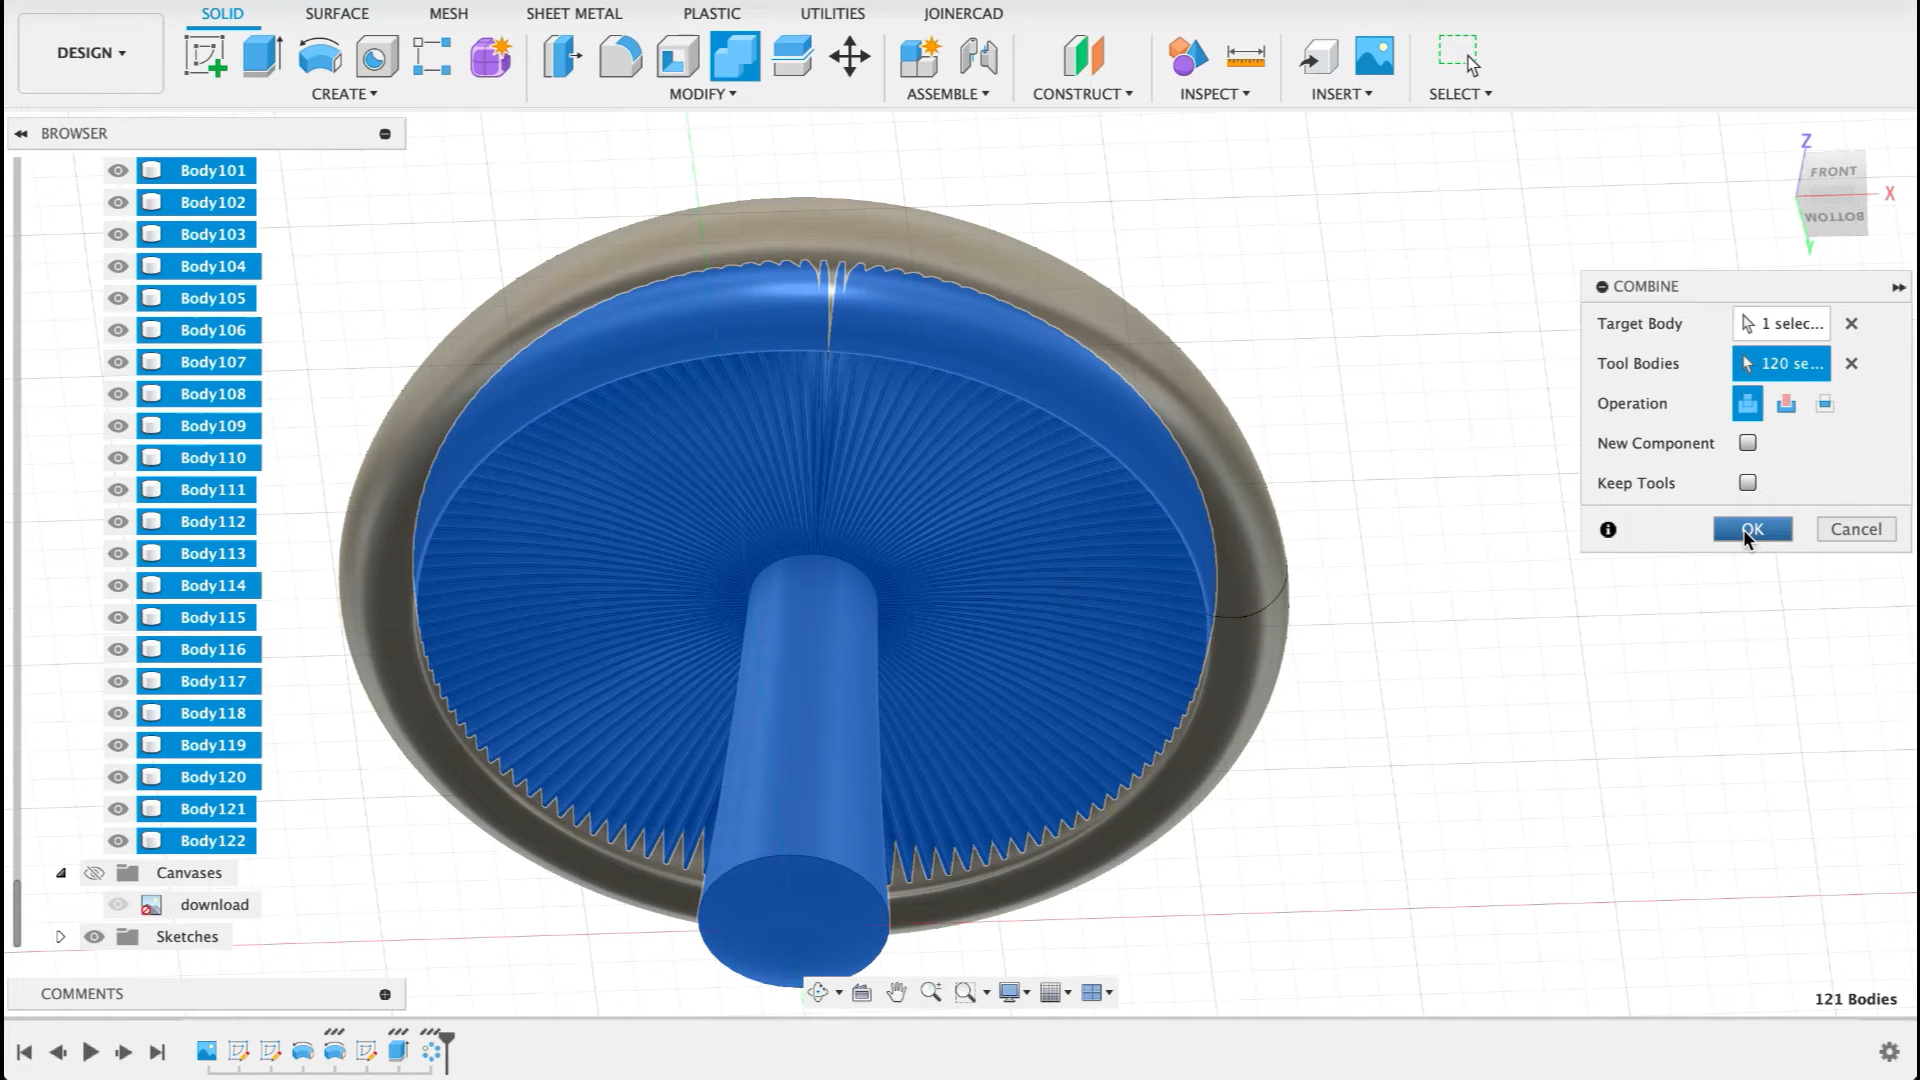 SOLID SURFACE MESH SHEET METAL PLASTIC UTILITIES JOINERCAD
DESIGN
CREATE MODIFY ASSEMBLE CONSTRUCT INSPECT INSERT SELECT
BROWSER
Body101
Body102
Body103
Body104
Body105
Body106
Body107
Body108
Body109
Body110
Body111
Body112
Body113
Body114
Body115
Body116
Body117
Body118
Body119
Body120
Body121
Body122
Canvases
download
Sketches
COMMENTS
Z
FRONT
X
BOTTOM
Y
COMBINE
Target Body 1 selec...
Tool Bodies 120 se...
Operation
New Component
Keep Tools
OK Cancel
121 Bodies